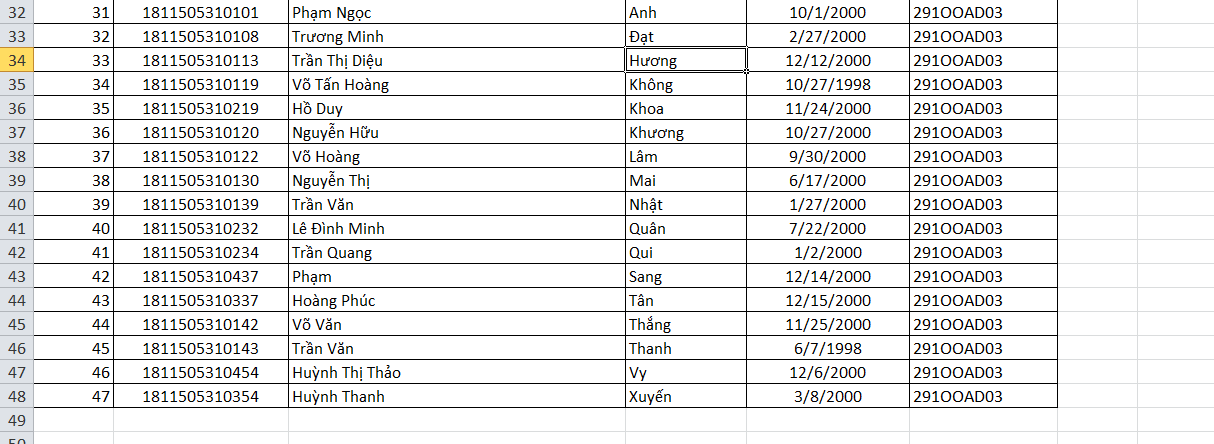 32 31 1811505310101 Phạm Ngọc Anh 10/1/2000 291OOAD03
33 32 1811505310108 Trương Minh Đạt 2/27/2000 291OOAD03
34 33 1811505310113 Trần Thị Diệu Hương 12/12/2000 291OOAD03
35 34 1811505310119 Võ Tấn Hoàng Không 10/27/1998 291OOAD03
36 35 1811505310219 Hồ Duy Khoa 11/24/2000 291OOAD03
37 36 1811505310120 Nguyễn Hữu Khương 10/27/2000 291OOAD03
38 37 1811505310122 Võ Hoàng Lâm 9/30/2000 291OOAD03
39 38 1811505310130 Nguyễn Thị Mai 6/17/2000 291OOAD03
40 39 1811505310139 Trần Văn Nhật 1/27/2000 291OOAD03
41 40 1811505310232 Lê Đình Minh Quân 7/22/2000 291OOAD03
42 41 1811505310234 Trần Quang Qui 1/2/2000 291OOAD03
43 42 1811505310437 Phạm Sang 12/14/2000 291OOAD03
44 43 1811505310337 Hoàng Phúc Tân 12/15/2000 291OOAD03
45 44 1811505310142 Võ Văn Thắng 11/25/2000 291OOAD03
46 45 1811505310143 Trần Văn Thanh 6/7/1998 291OOAD03
47 46 1811505310454 Huỳnh Thị Thảo Vy 12/6/2000 291OOAD03
48 47 1811505310354 Huỳnh Thanh Xuyến 3/8/2000 291OOAD03
49
50